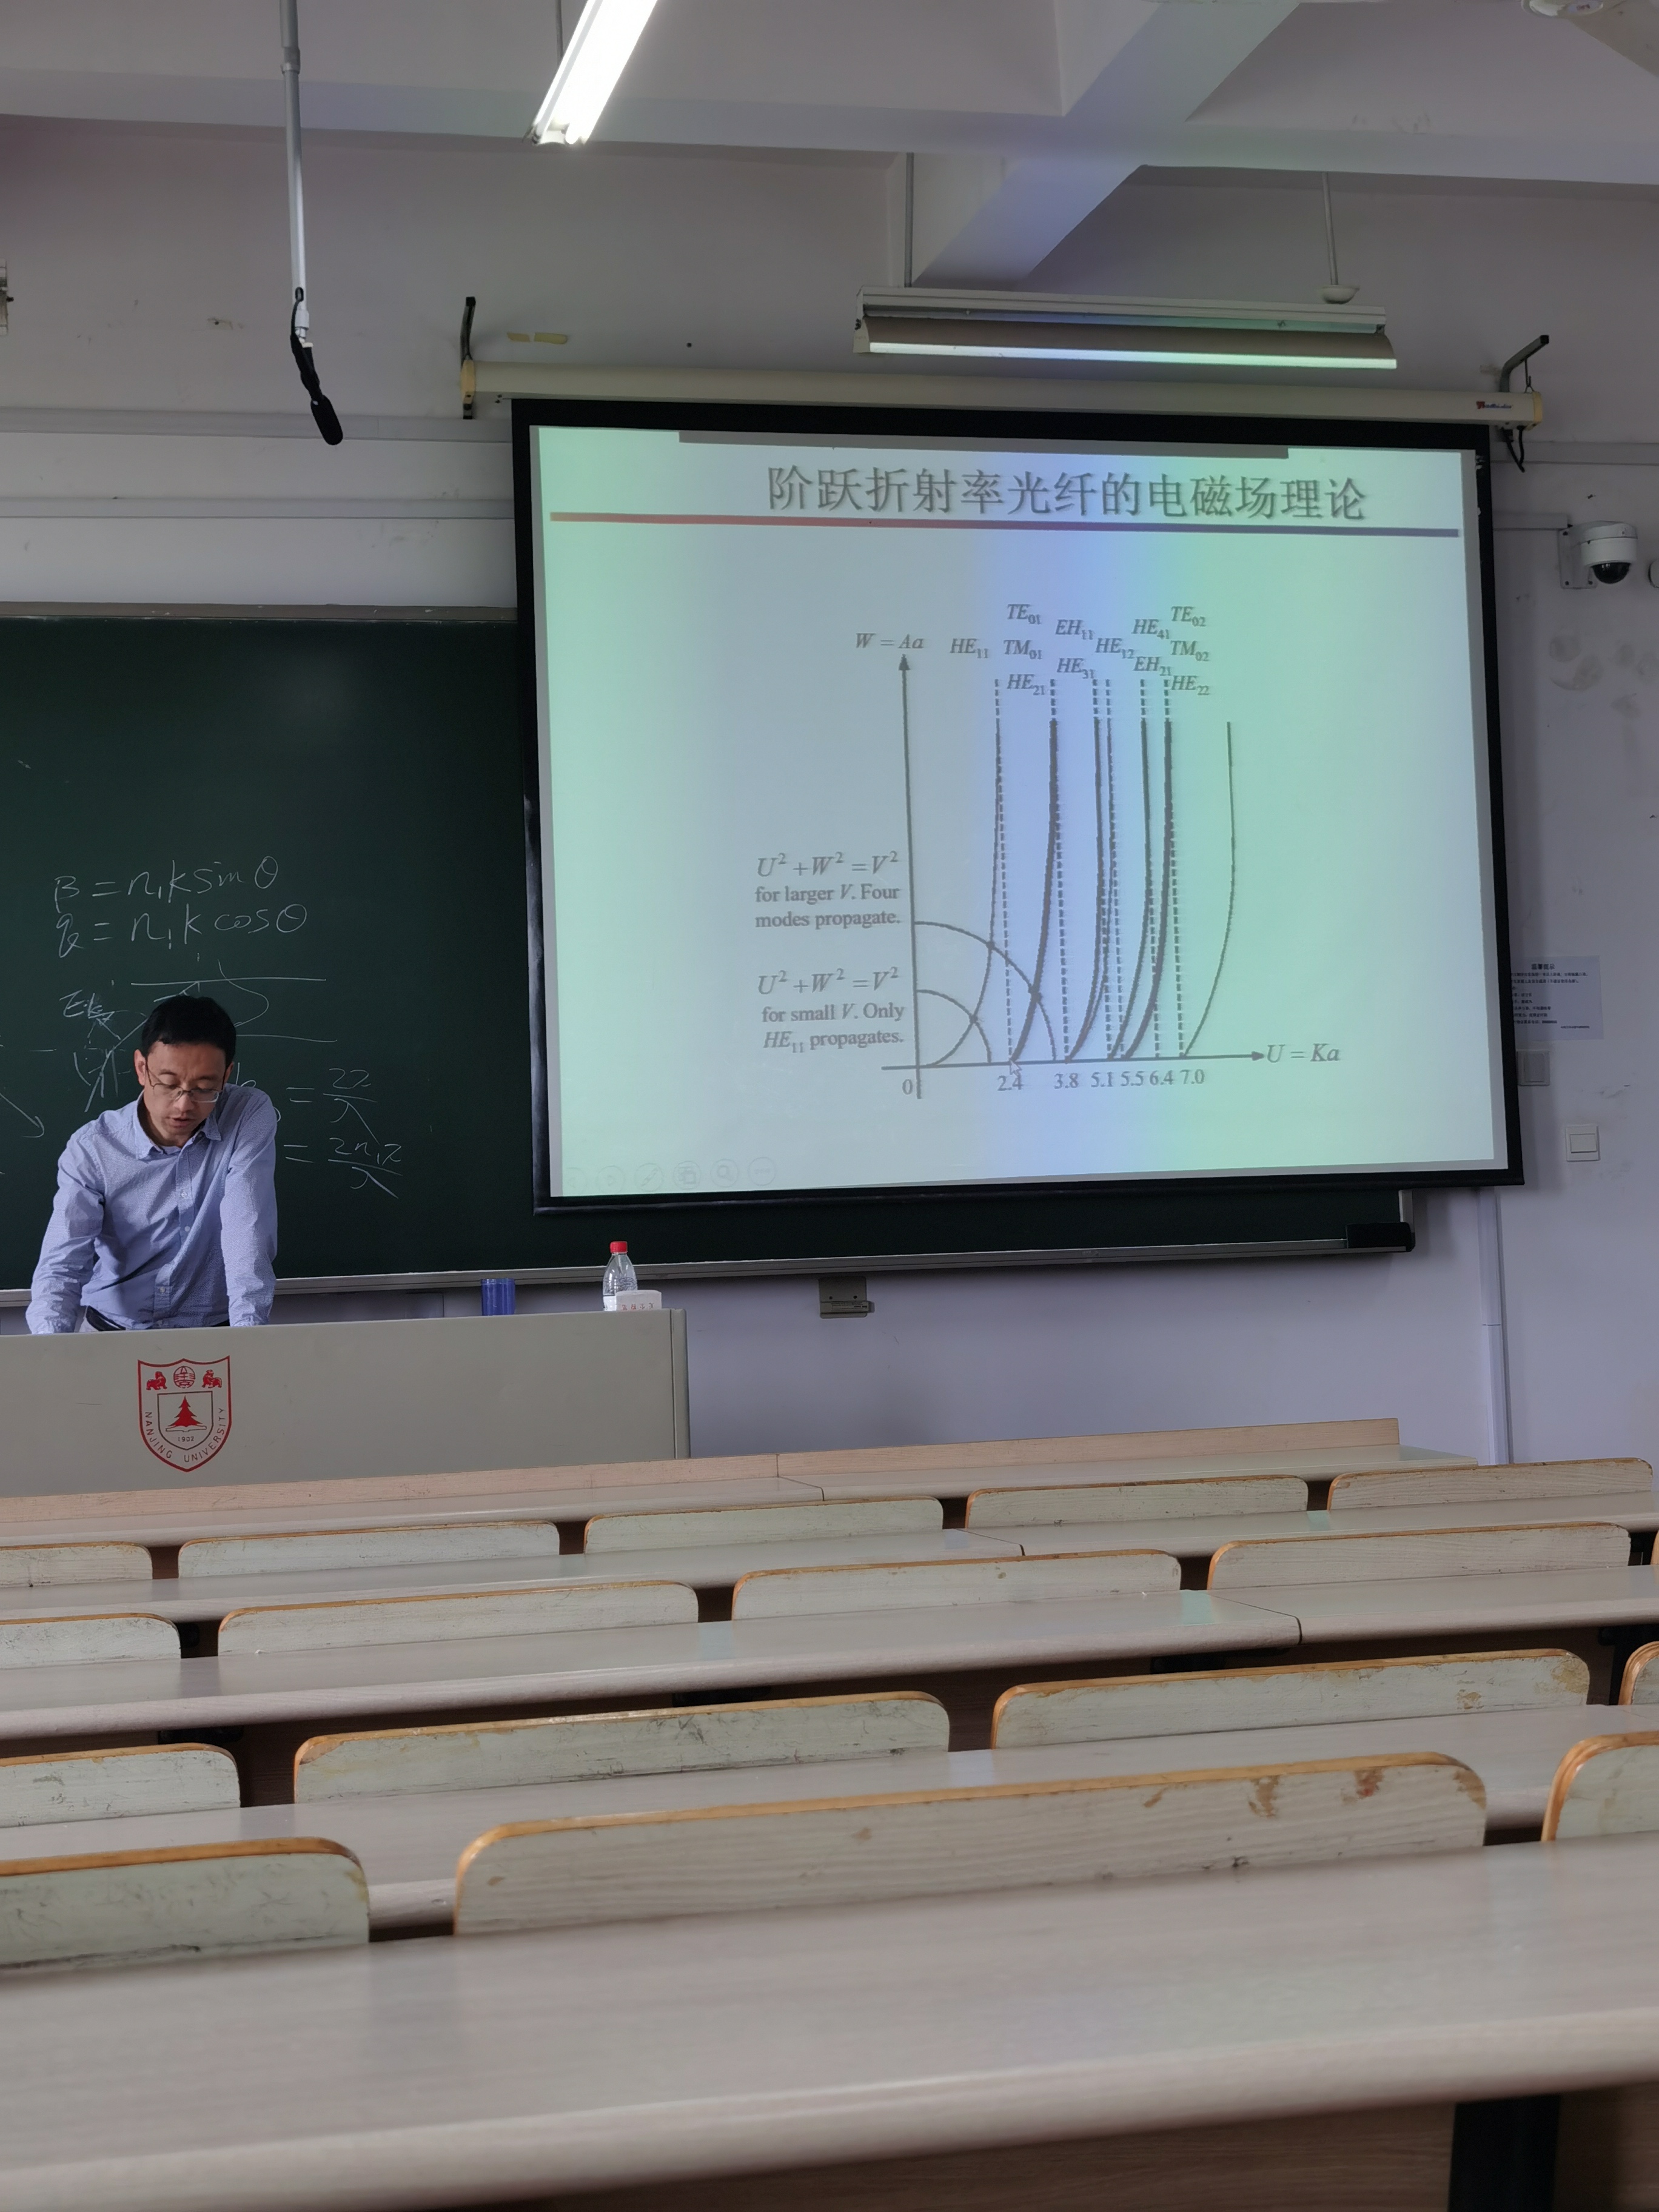 阶跃折射率光纤的电磁场理论
W = Aa
HE₁₁
TE₀₁
TM₀₁
HE₂₁
EH₁₁
HE₃₁
HE₁₂
HE₄₁
EH₂₁
TE₀₂
TM₀₂
HE₂₂
U² + W² = V²
for larger V. Four
modes propagate.
U² + W² = V²
for small V. Only
HE₁₁ propagates.
0
2.4 3.8 5.1 5.5 6.4 7.0
U = Ka
β = n₁k sin θ
q = n₁k cos θ
NANJING UNIVERSITY
1902